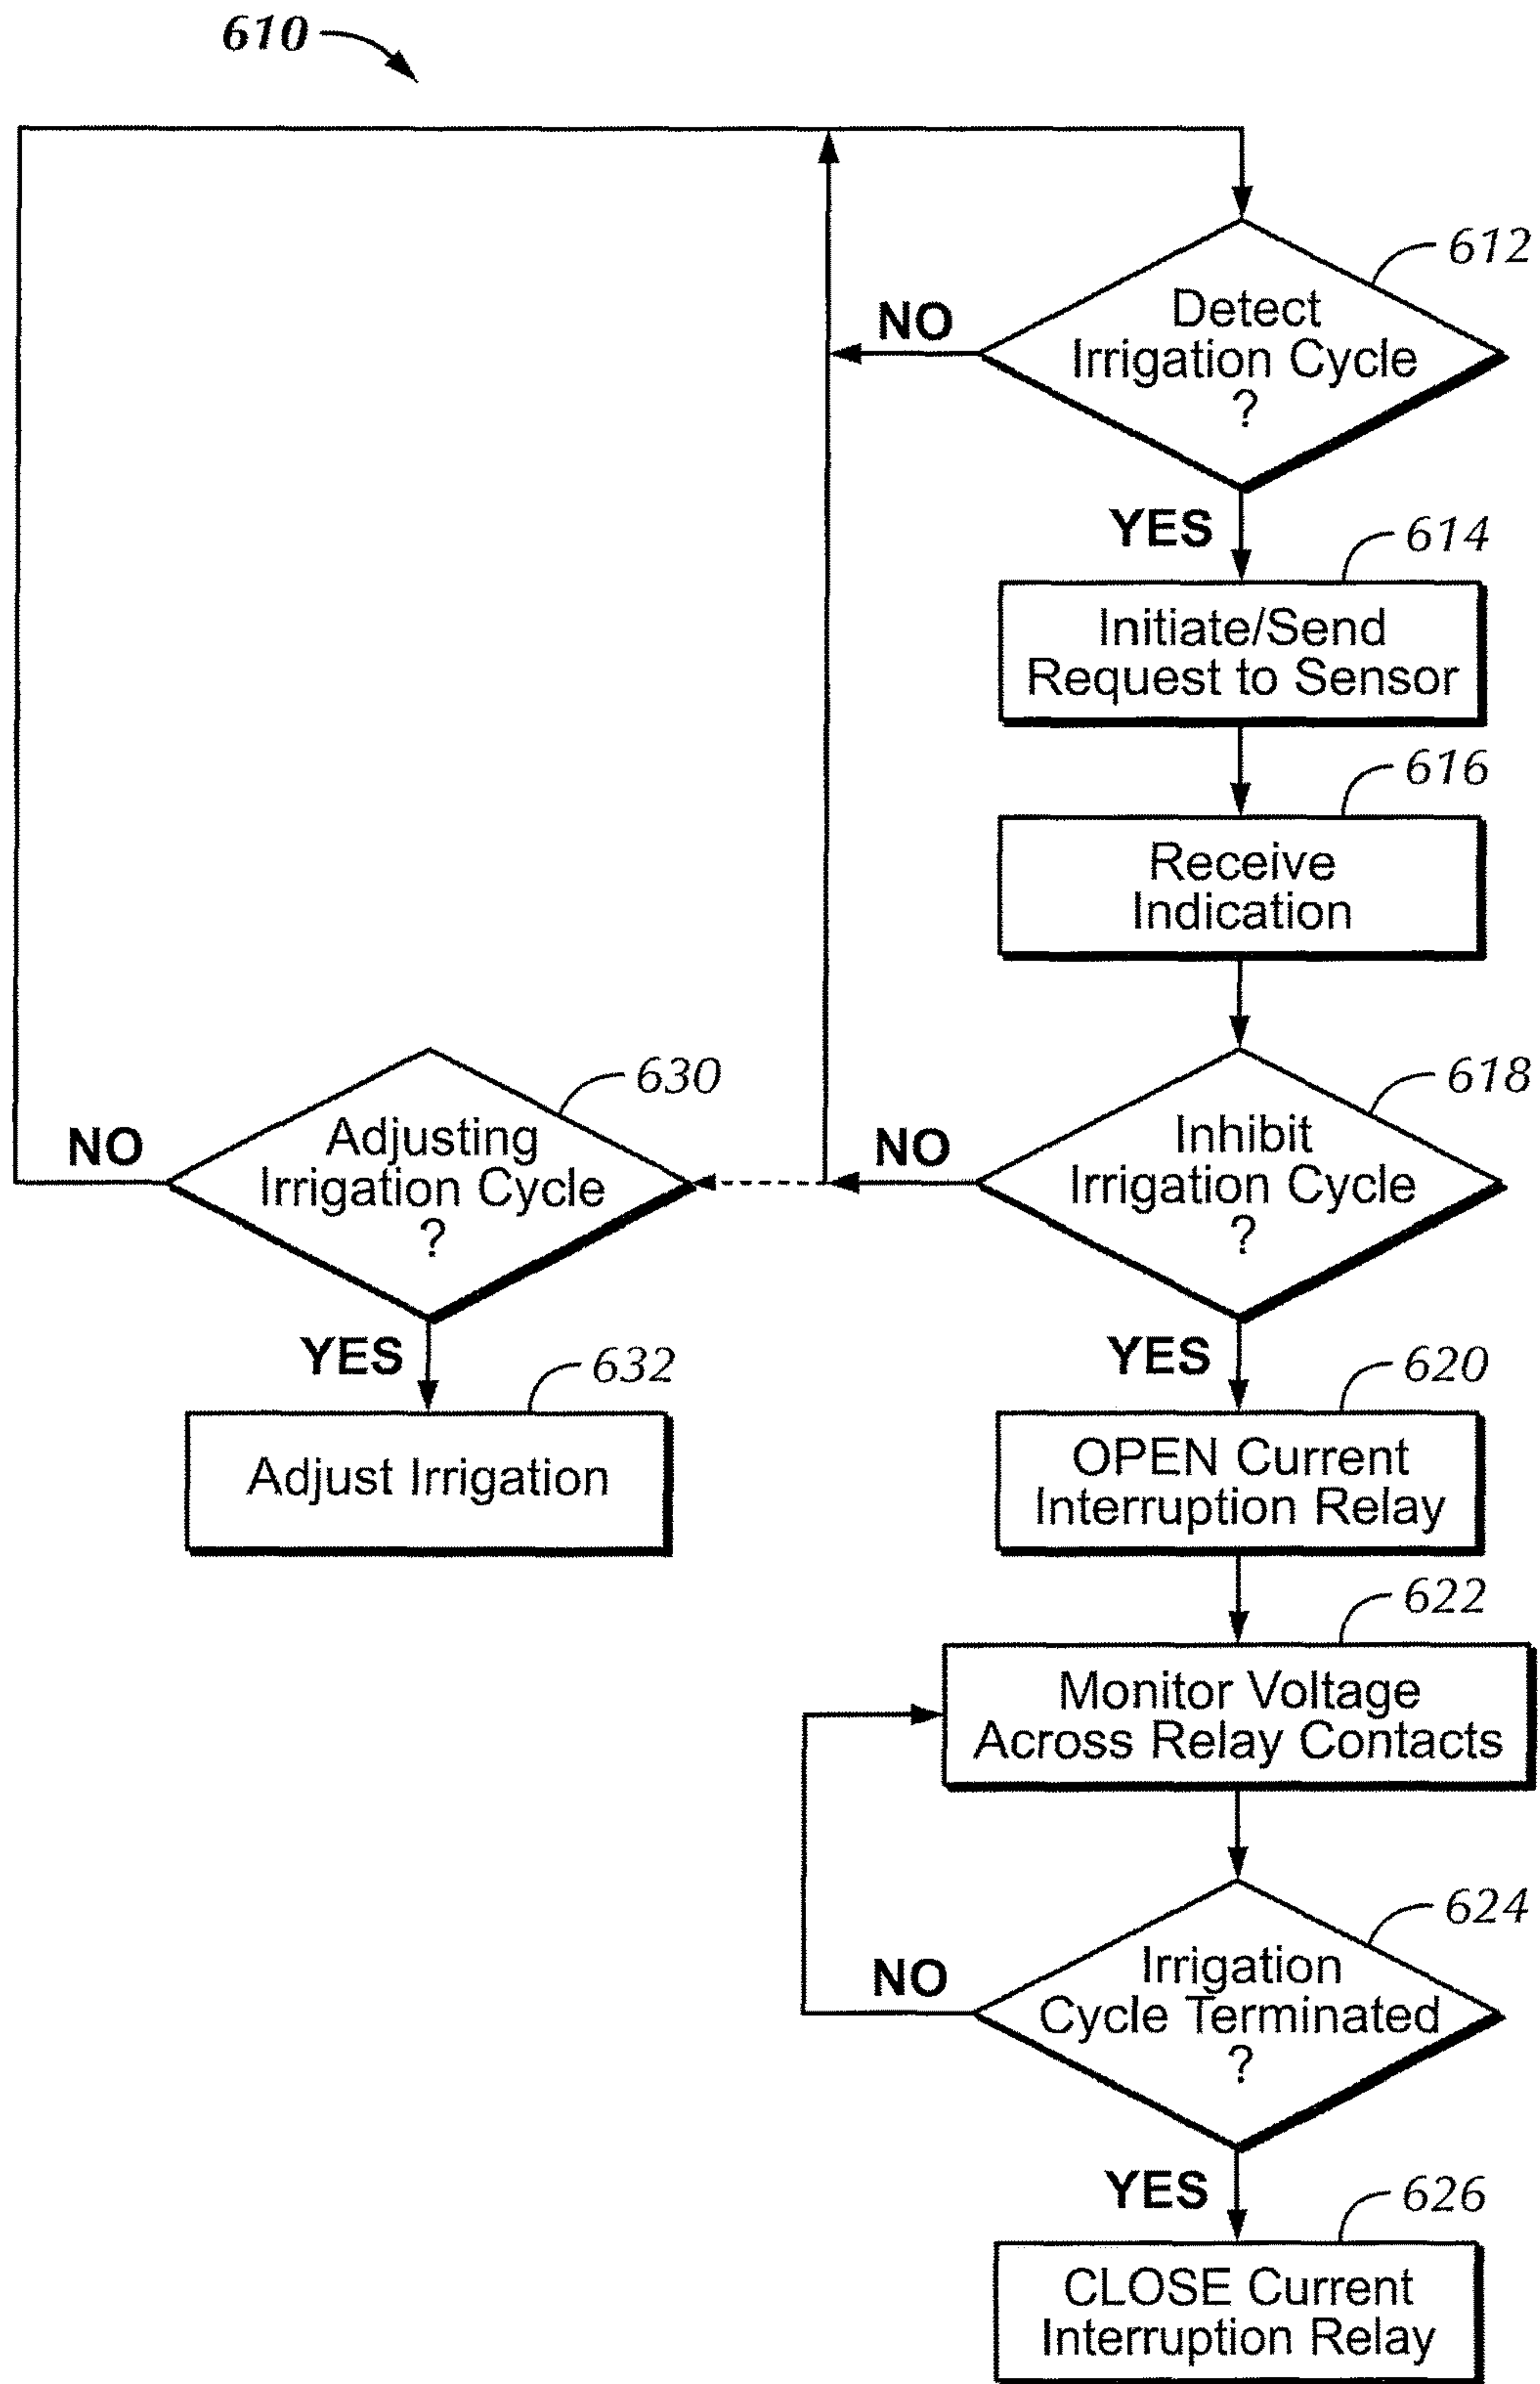 610
612
Detect
Irrigation Cycle
?
NO
YES
614
Initiate/Send
Request to Sensor
616
Receive
Indication
618
Inhibit
Irrigation Cycle
?
NO
630
Adjusting
Irrigation Cycle
?
NO
YES
632
Adjust Irrigation
YES
620
OPEN Current
Interruption Relay
622
Monitor Voltage
Across Relay Contacts
624
Irrigation
Cycle Terminated
?
NO
YES
626
CLOSE Current
Interruption Relay